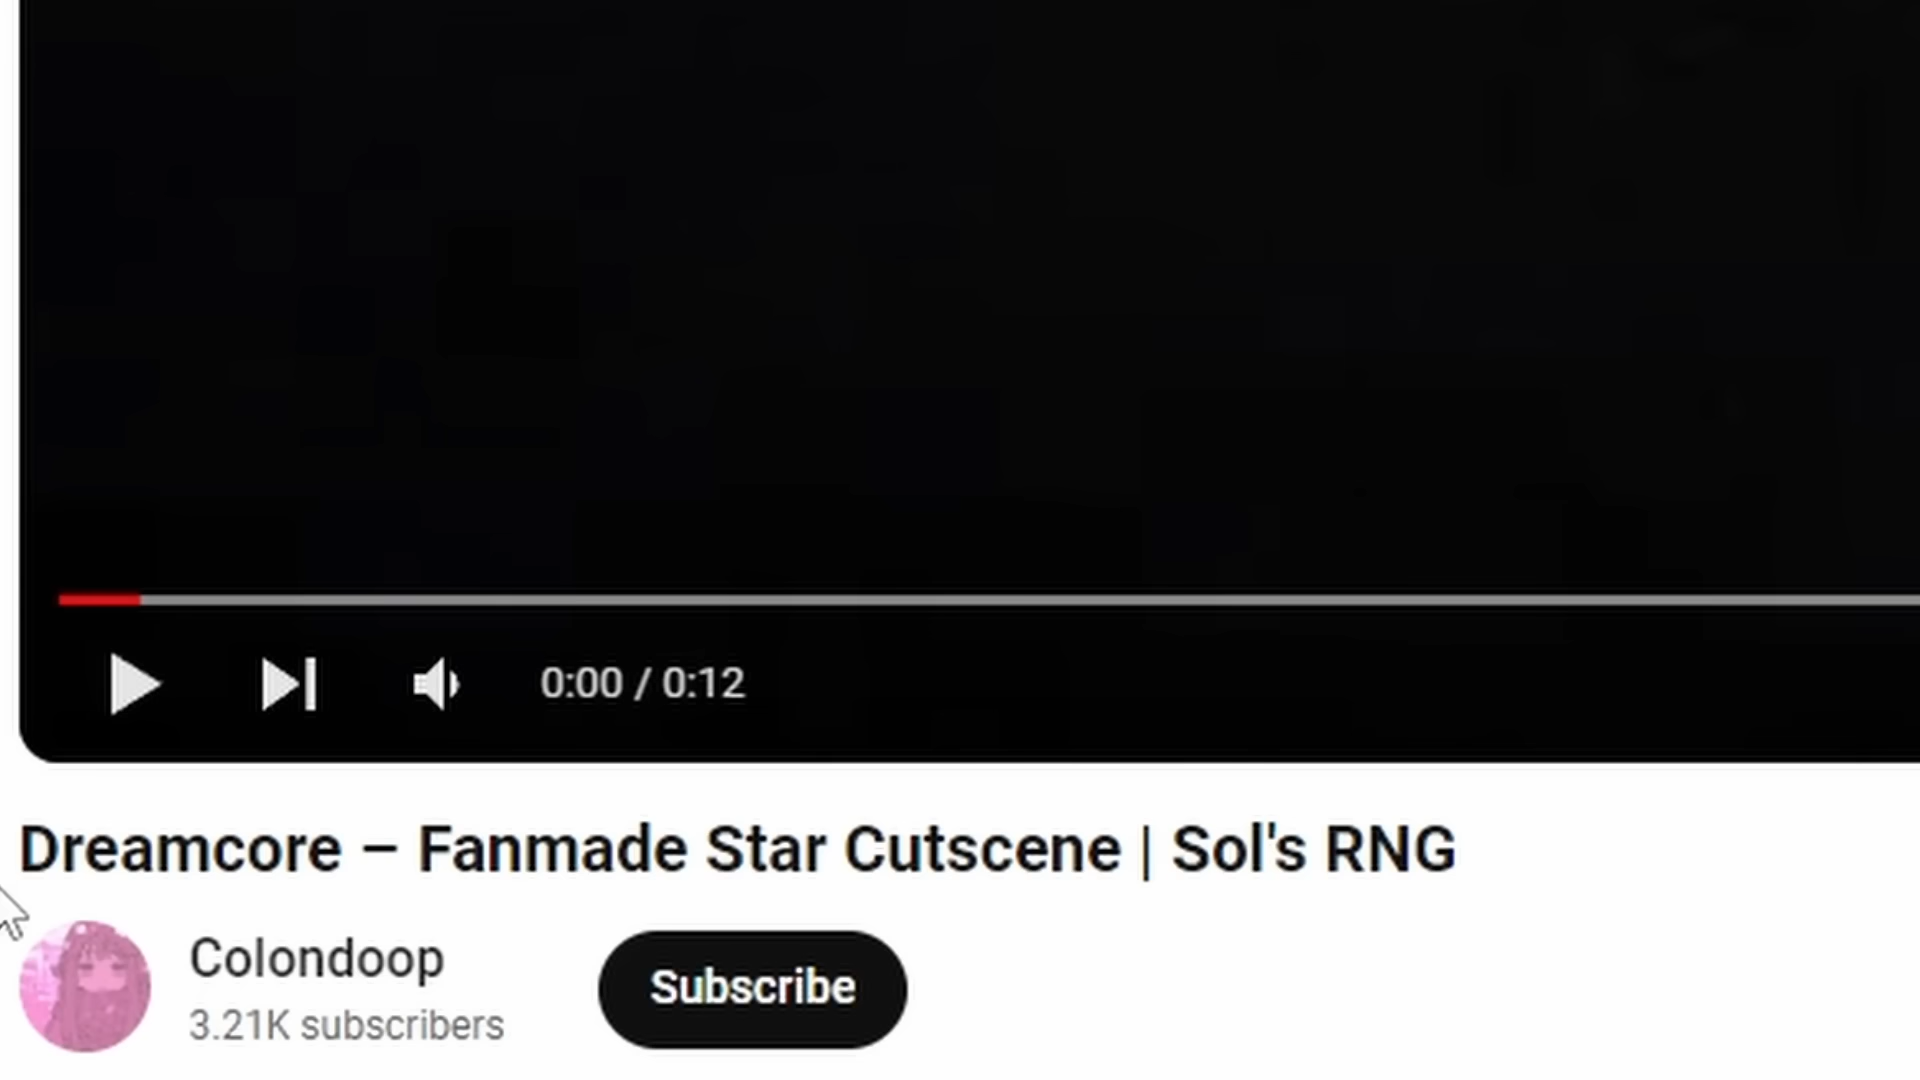 0:00 / 0:12
Dreamcore – Fanmade Star Cutscene | Sol's RNG
Colondoop
Subscribe
3.21K subscribers